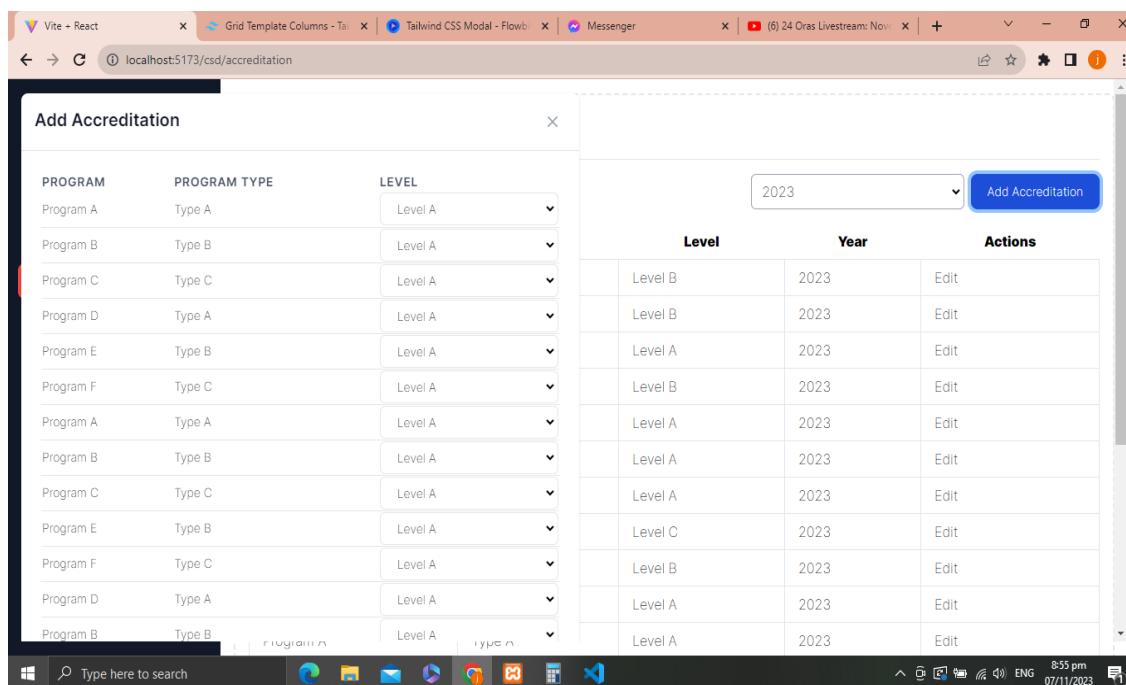 Vite + React
Grid Template Columns - Tai
Tailwind CSS Modal - Flowbi
Messenger
(6) 24 Oras Livestream: Nove
localhost:5173/csd/accreditation
j
Add Accreditation
PROGRAM PROGRAM TYPE LEVEL
Program A Type A Level A
Program B Type B Level A
Program C Type C Level A
Program D Type A Level A
Program E Type B Level A
Program F Type C Level A
Program A Type A Level A
Program B Type B Level A
Program C Type C Level A
Program E Type B Level A
Program F Type C Level A
Program D Type A Level A
Program B Type B Level A
2023 Add Accreditation
Level Year Actions
Level B 2023 Edit
Level B 2023 Edit
Level A 2023 Edit
Level B 2023 Edit
Level A 2023 Edit
Level A 2023 Edit
Level A 2023 Edit
Level C 2023 Edit
Level B 2023 Edit
Level A 2023 Edit
Program A Type A Level A 2023 Edit
Type here to search
ENG
8:55 pm
07/11/2023
1